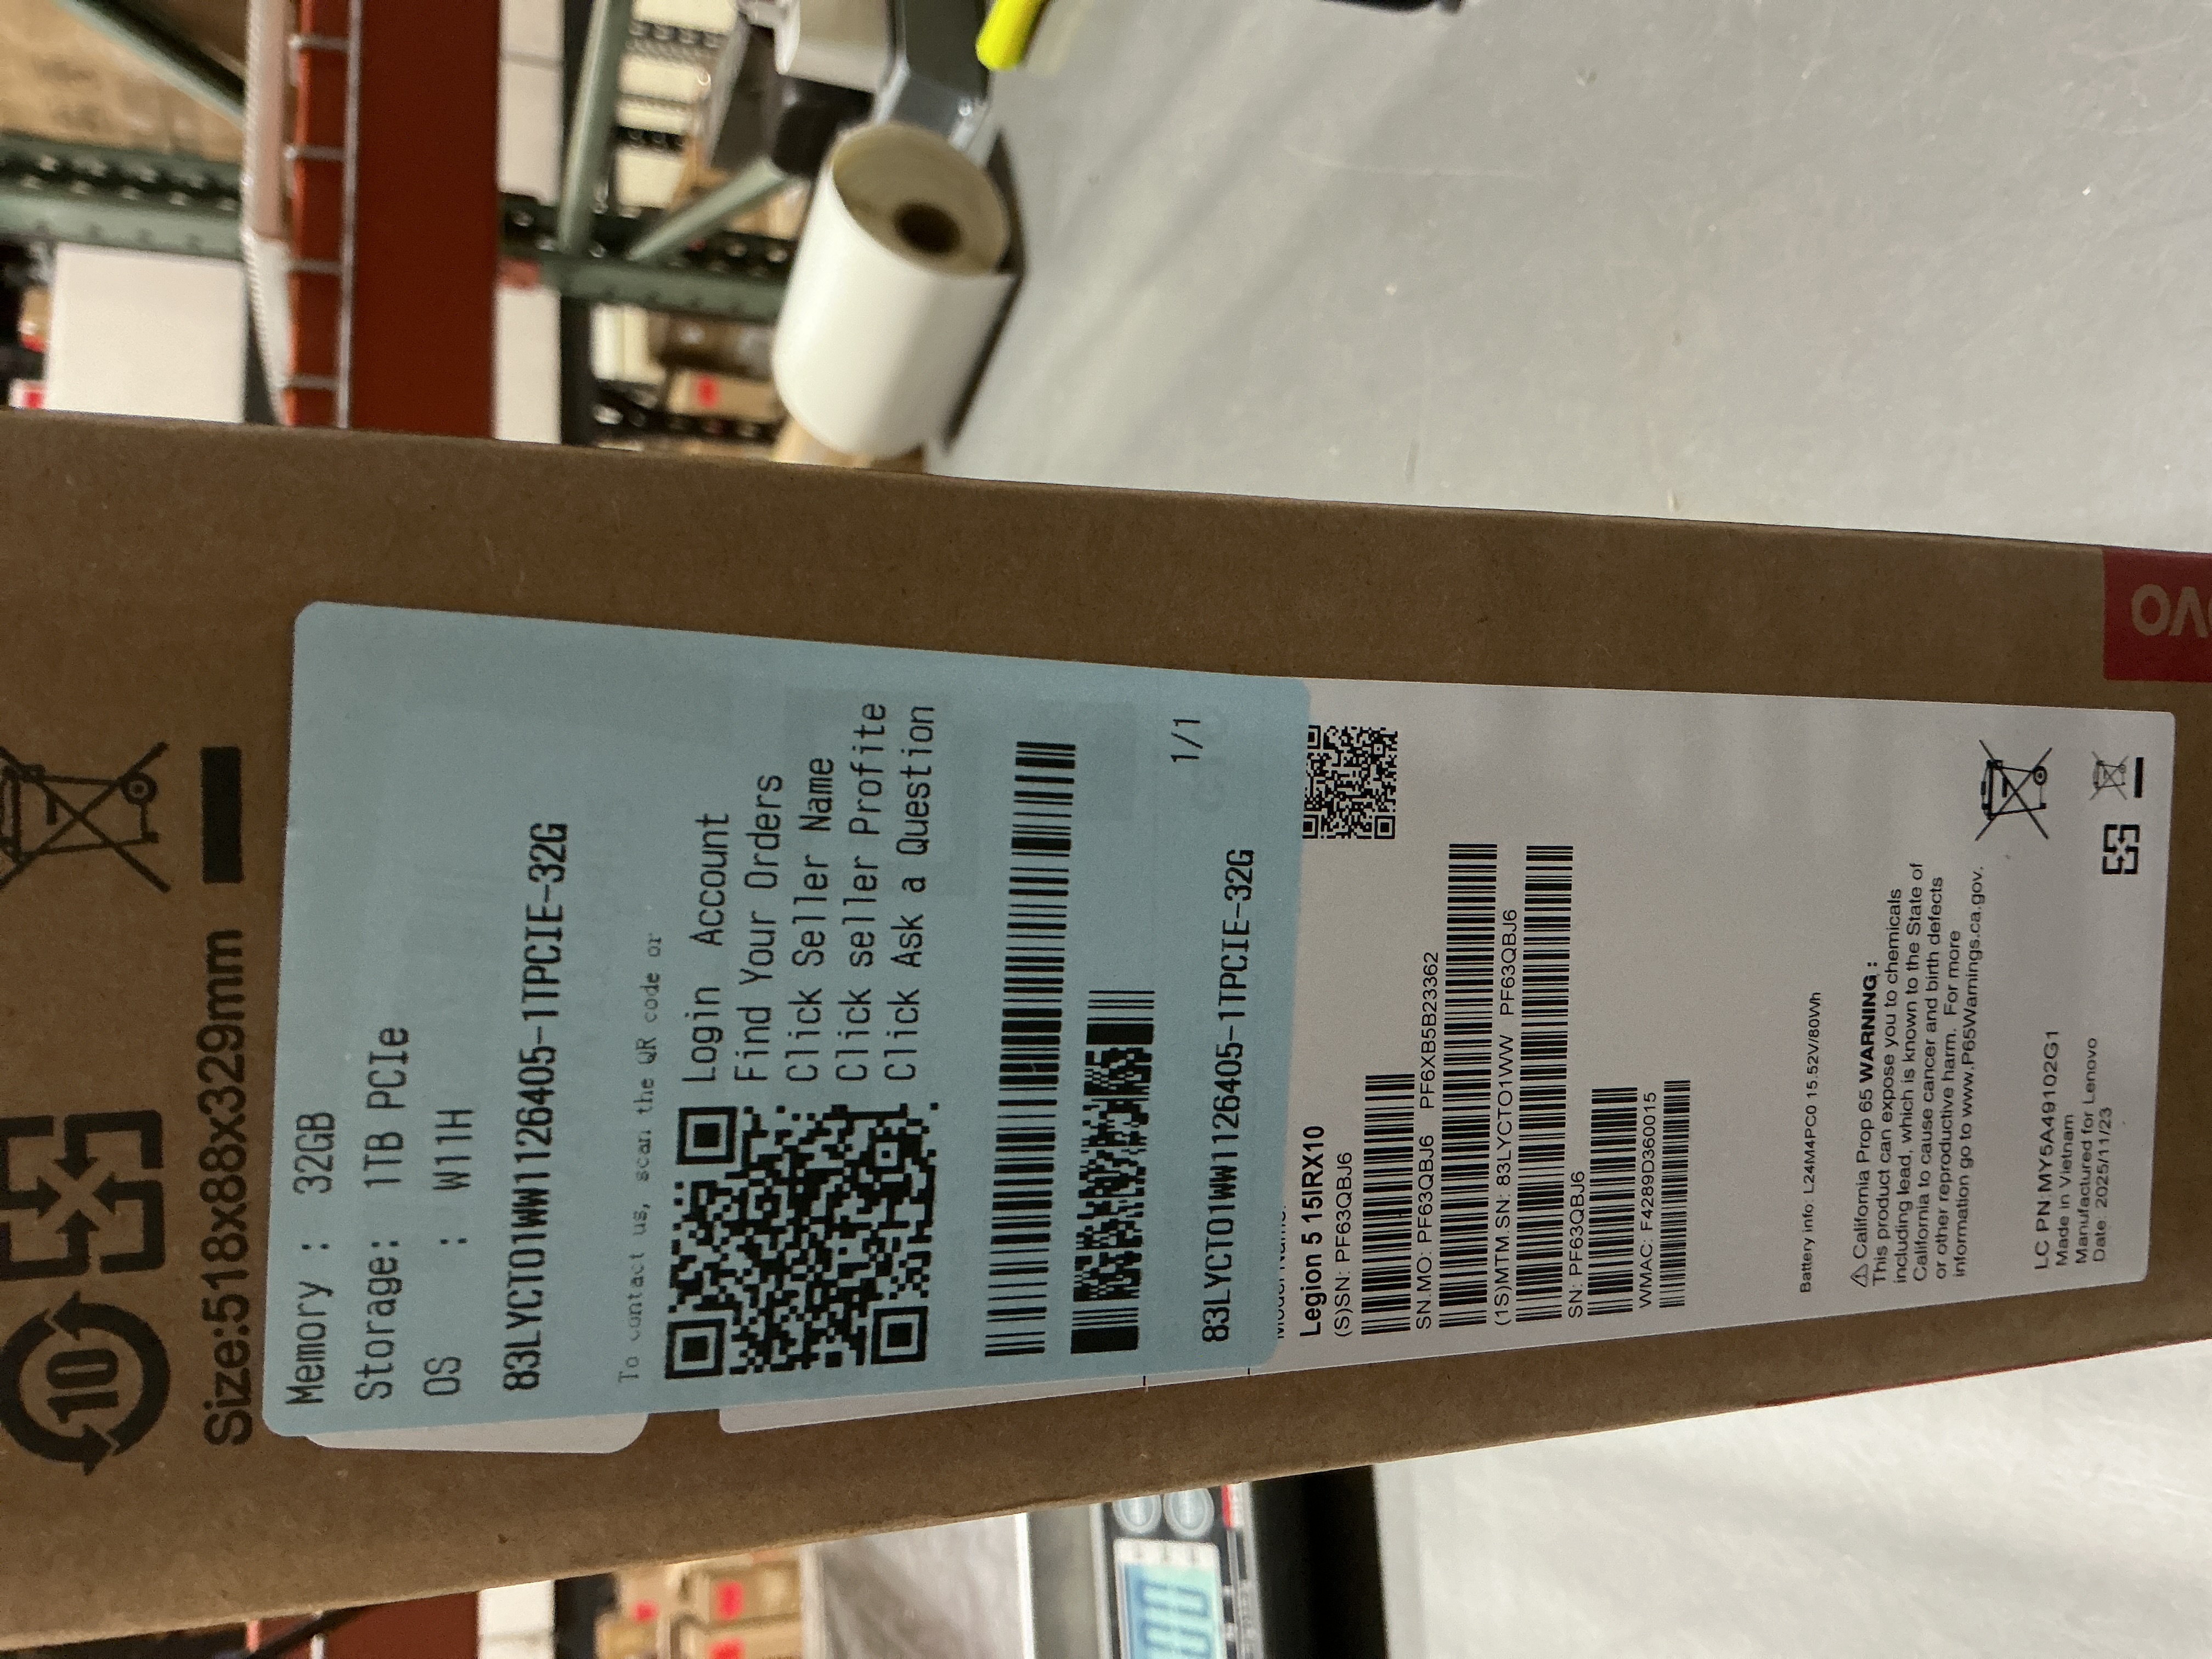 10
Size:518x88x329mm
Memory : 32GB
Storage: 1TB PCIe
OS : W11H
83LYCTO1WW1126405-1TPCIE-32G
To contact us, scan the QR code or
Login Account
Find Your Orders
Click Seller Name
Click seller Profite
Click Ask a Question
1/1
83LYCTO1WW1126405-1TPCIE-32G
Legion 5 15IRX10
(S)SN: PF63QBJ6
SN.MO: PF63QBJ6 PF6XB5B23362
(1S)MTM.SN: 83LYCTO1WW PF63QBJ6
SN: PF63QBJ6
WMAC: F4289D360015
Battery info: L24M4PC0 15.52V/80Wh
⚠ California Prop 65 WARNING :
This product can expose you to chemicals
including lead, which is known to the State of
California to cause cancer and birth defects
or other reproductive harm. For more
information go to www.P65Warnings.ca.gov.
LC PN:MY5A49102G1
Made in Vietnam
Manufactured for Lenovo
Date: 2025/11/23